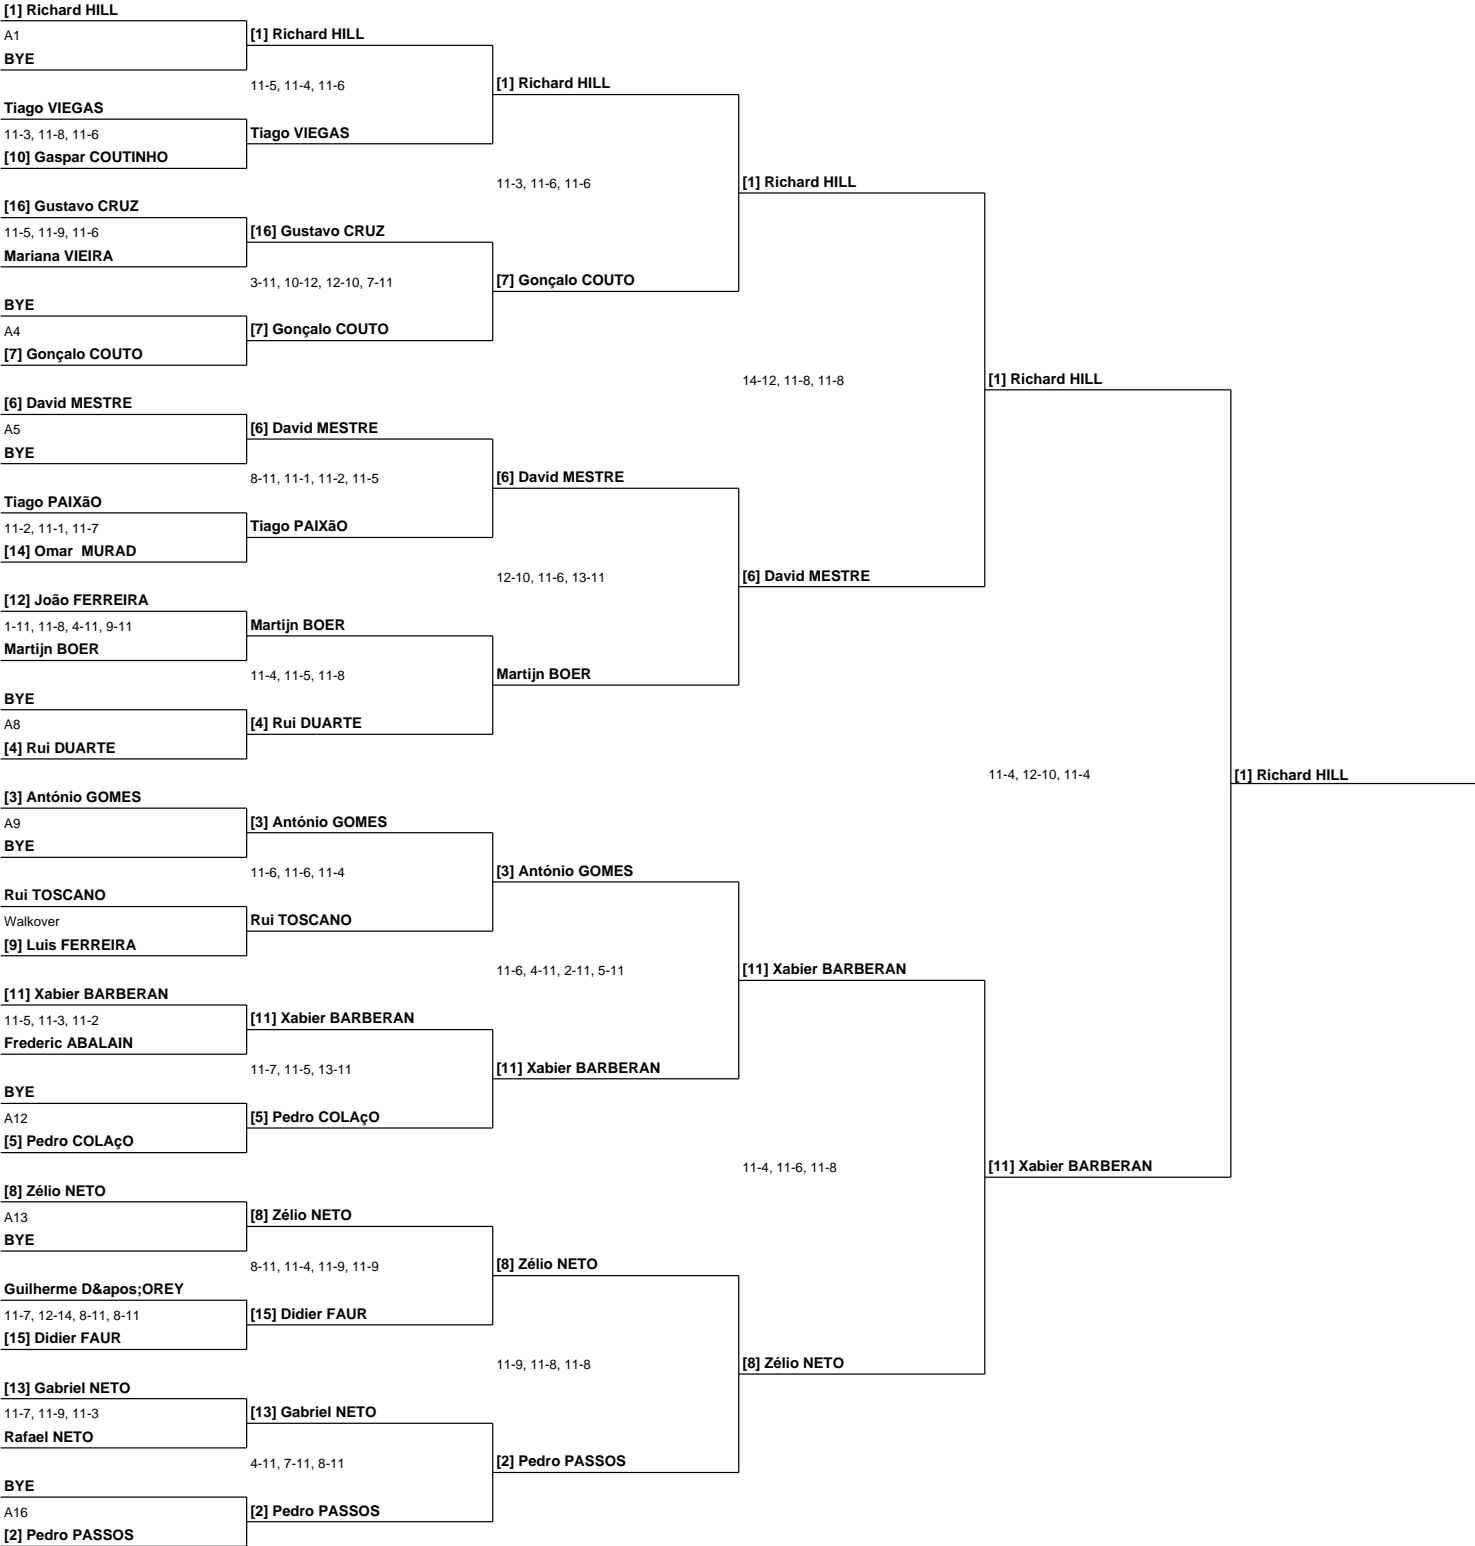 [1] Richard HILL
A1
BYE
Tiago VIEGAS
11-3, 11-8, 11-6
[10] Gaspar COUTINHO
[16] Gustavo CRUZ
11-5, 11-9, 11-6
Mariana VIEIRA
BYE
A4
[7] Gonçalo COUTO
[6] David MESTRE
A5
BYE
Tiago PAIXãO
11-2, 11-1, 11-7
[14] Omar  MURAD
[12] João FERREIRA
1-11, 11-8, 4-11, 9-11
Martijn BOER
BYE
A8
[4] Rui DUARTE
[3] António GOMES
A9
BYE
Rui TOSCANO
Walkover
[9] Luis FERREIRA
[11] Xabier BARBERAN
11-5, 11-3, 11-2
Frederic ABALAIN
BYE
A12
[5] Pedro COLAçO
[8] Zélio NETO
A13
BYE
Guilherme D&apos;OREY
11-7, 12-14, 8-11, 8-11
[15] Didier FAUR
[13] Gabriel NETO
11-7, 11-9, 11-3
Rafael NETO
BYE
A16
[2] Pedro PASSOS
[1] Richard HILL
11-5, 11-4, 11-6
Tiago VIEGAS
[16] Gustavo CRUZ
3-11, 10-12, 12-10, 7-11
[7] Gonçalo COUTO
[6] David MESTRE
8-11, 11-1, 11-2, 11-5
Tiago PAIXãO
Martijn BOER
11-4, 11-5, 11-8
[4] Rui DUARTE
[3] António GOMES
11-6, 11-6, 11-4
Rui TOSCANO
[11] Xabier BARBERAN
11-7, 11-5, 13-11
[5] Pedro COLAçO
[8] Zélio NETO
8-11, 11-4, 11-9, 11-9
[15] Didier FAUR
[13] Gabriel NETO
4-11, 7-11, 8-11
[2] Pedro PASSOS
[1] Richard HILL
11-3, 11-6, 11-6
[7] Gonçalo COUTO
[6] David MESTRE
12-10, 11-6, 13-11
Martijn BOER
[3] António GOMES
11-6, 4-11, 2-11, 5-11
[11] Xabier BARBERAN
[8] Zélio NETO
11-9, 11-8, 11-8
[2] Pedro PASSOS
[1] Richard HILL
14-12, 11-8, 11-8
[6] David MESTRE
[11] Xabier BARBERAN
11-4, 11-6, 11-8
[8] Zélio NETO
[1] Richard HILL
11-4, 12-10, 11-4
[11] Xabier BARBERAN
[1] Richard HILL